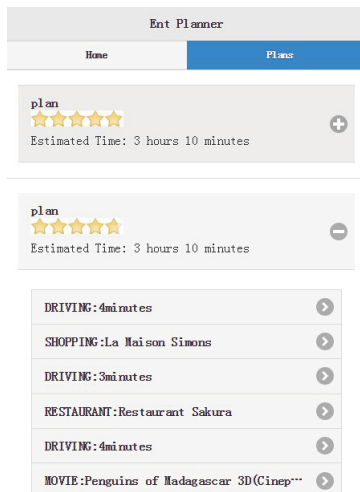 Ent Planner
Home
Plans
plan
Estimated Time: 3 hours 10 minutes
plan
Estimated Time: 3 hours 10 minutes
DRIVING:4minutes
SHOPPING:La Maison Simons
DRIVING:3minutes
RESTAURANT:Restaurant Sakura
DRIVING:4minutes
MOVIE:Penguins of Madagascar 3D(Cinep…